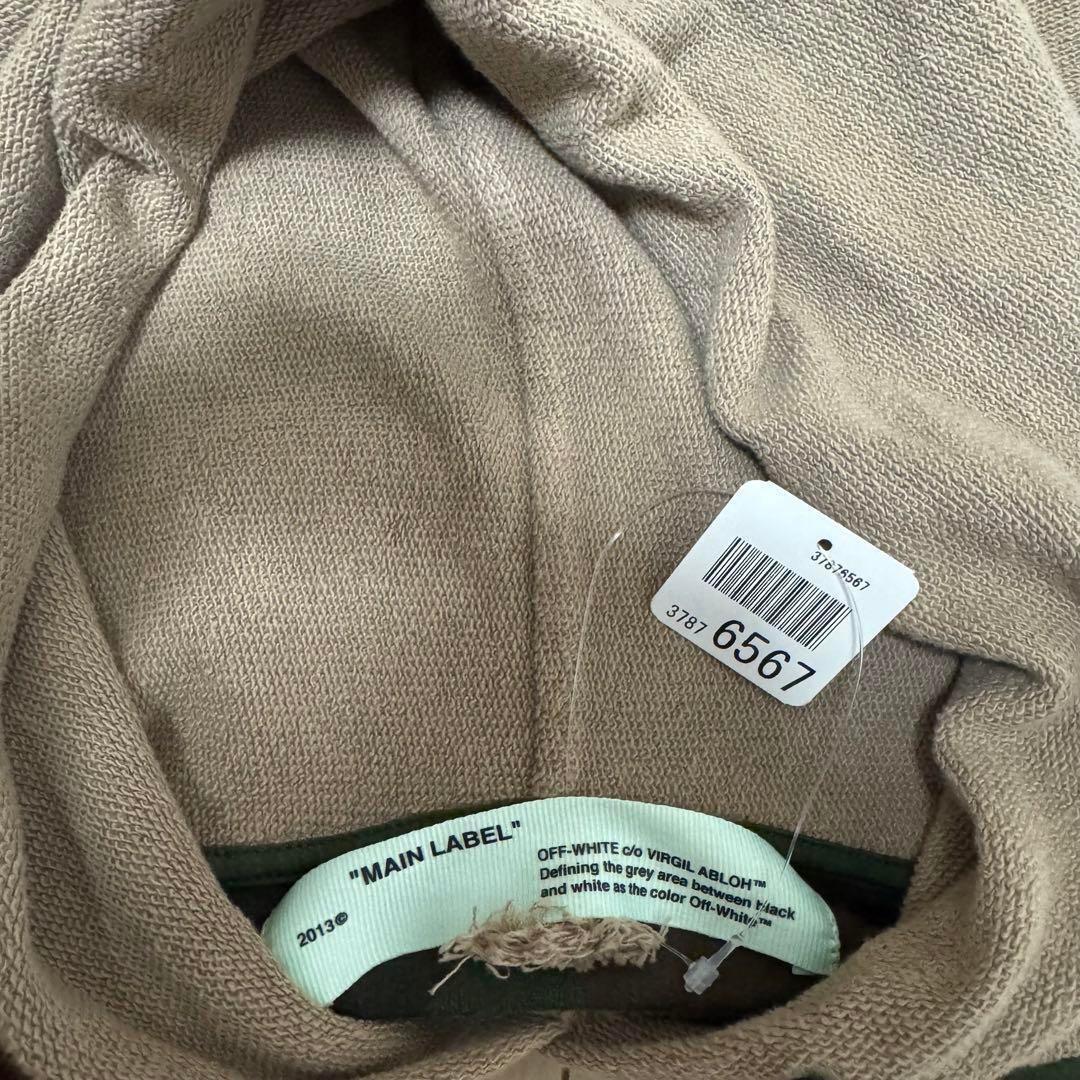 37876567
3787 6567
"MAIN LABEL"
2013©
OFF-WHITE c/o VIRGIL ABLOH™
Defining the grey area between black
and white as the color Off-White™